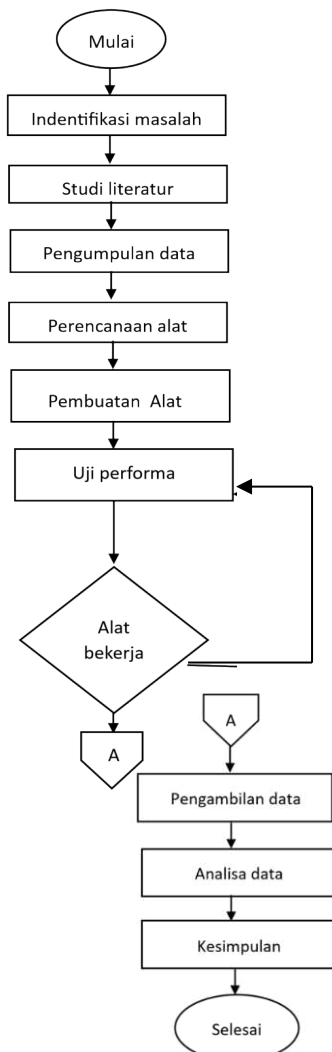 Mulai
Indentifikasi masalah
Studi literatur
Pengumpulan data
Perencanaan alat
Pembuatan Alat
Uji performa
Alat
bekerja
A
A
Pengambilan data
Analisa data
Kesimpulan
Selesai